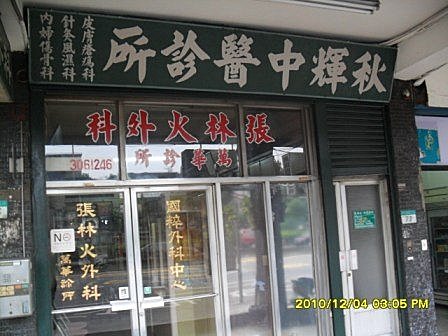 秋輝中醫診所
皮膚瘡瘍科
針灸風濕科
內婦傷骨科
張林火外科
萬華診所
3061246
國粹外科中心
張林火外科
萬華診所
2010/12/04 03:05 PM